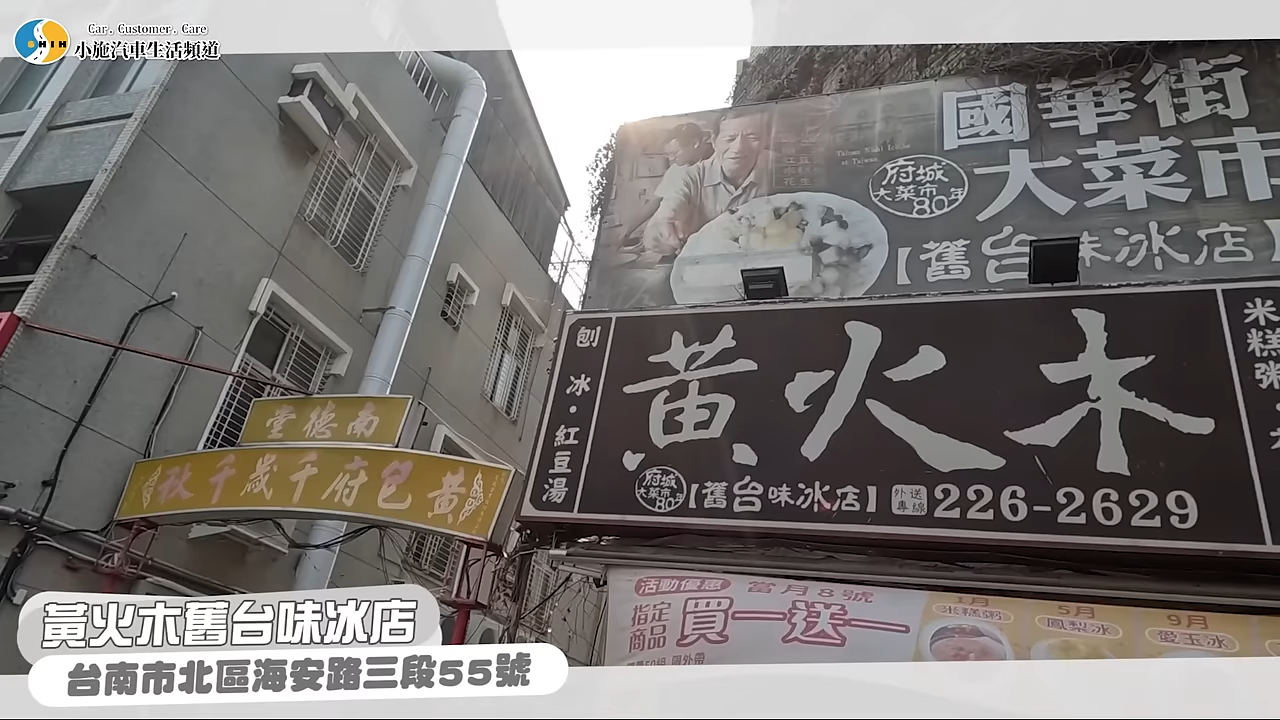 Car. Customer. Care
SHIH
小施汽車生活頻道
國華街
大菜市
府城
大菜市
80年
【舊台味冰店】
刨冰·紅豆湯
黃火木
米糕粥
府城
大菜市
80年
【舊台味冰店】
外送專線
226-2629
南德堂
黃包府千歲千秋
活動優惠
當月8號
指定商品
買一送一
1月
米糕粥
5月
鳳梨冰
9月
愛玉冰
黃火木舊台味冰店
台南市北區海安路三段55號